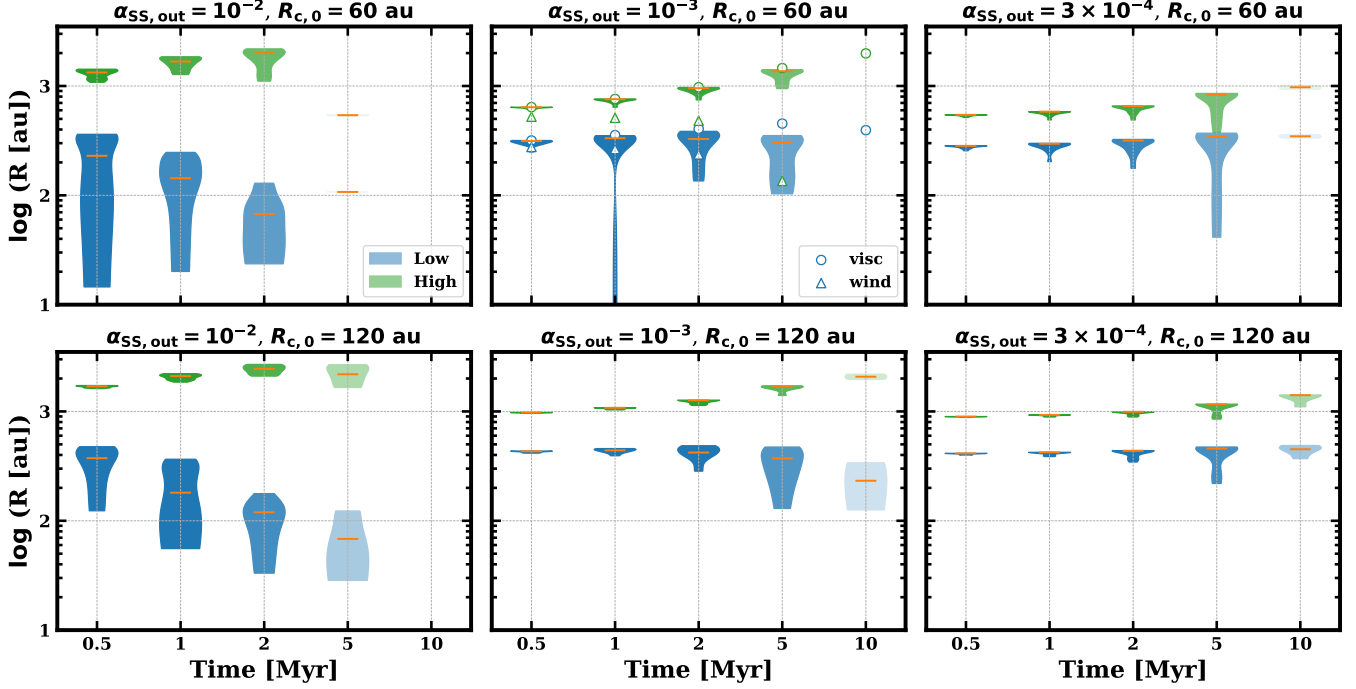 α_SS,out = 10⁻², R_c,0 = 60 au
α_SS,out = 10⁻³, R_c,0 = 60 au
α_SS,out = 3 × 10⁻⁴, R_c,0 = 60 au
log (R [au])
3
2
1
Low
High
visc
wind
α_SS,out = 10⁻², R_c,0 = 120 au
α_SS,out = 10⁻³, R_c,0 = 120 au
α_SS,out = 3 × 10⁻⁴, R_c,0 = 120 au
log (R [au])
3
2
1
0.5 1 2 5 10
0.5 1 2 5 10
0.5 1 2 5 10
Time [Myr]
Time [Myr]
Time [Myr]